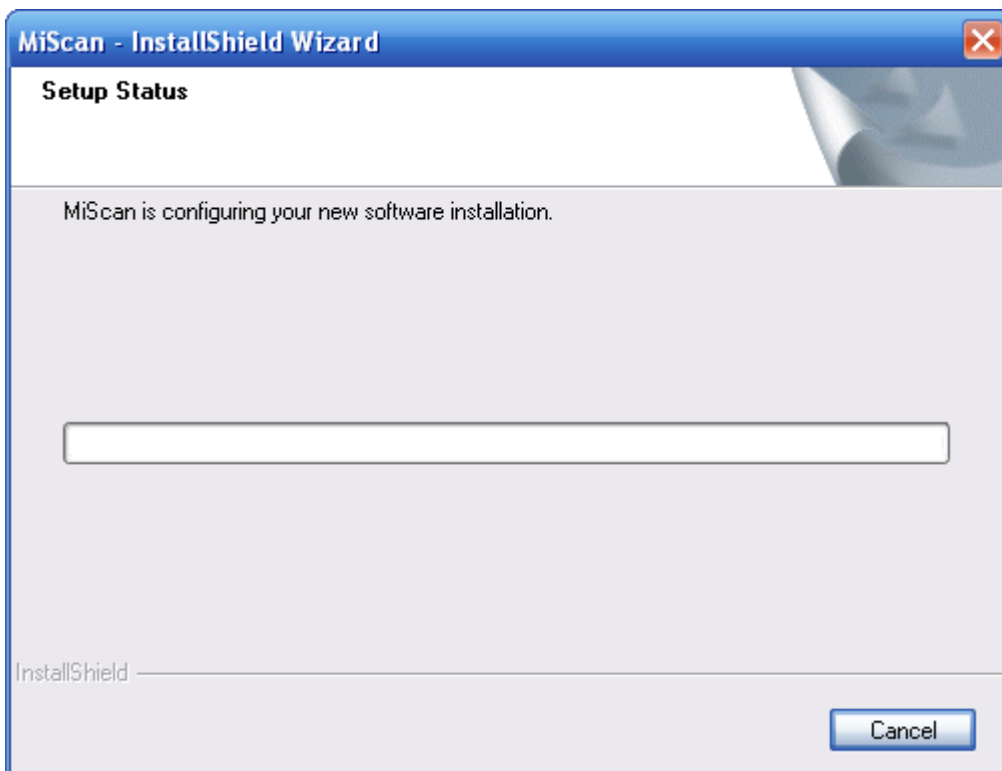 MiScan - InstallShield Wizard
Setup Status
MiScan is configuring your new software installation.
InstallShield
Cancel